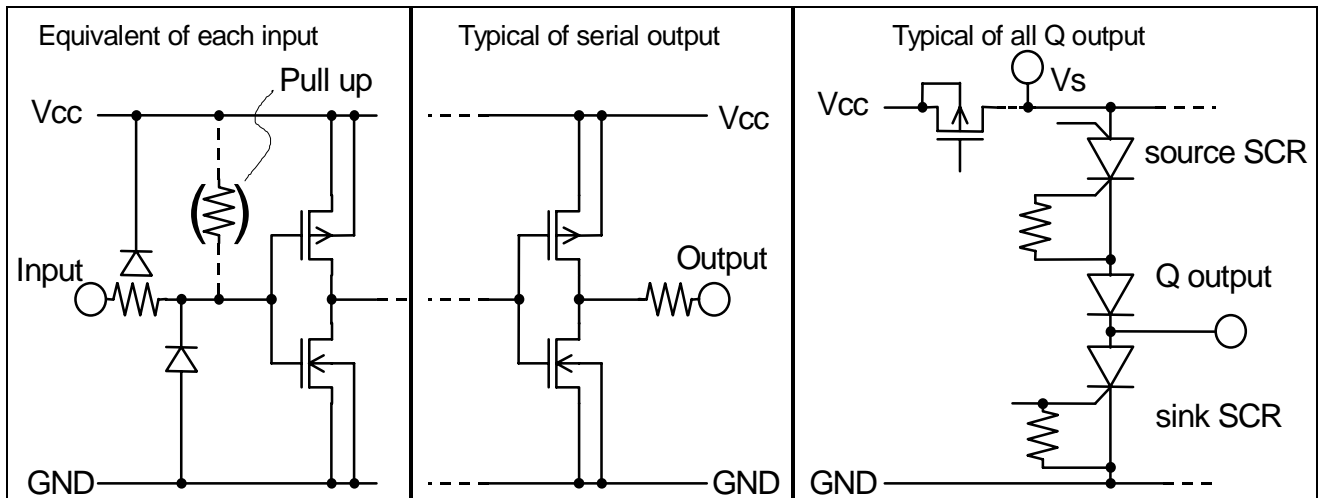 Equivalent of each input
Pull up
Vcc
Input
GND
Typical of serial output
Vcc
Output
GND
Typical of all Q output
Vs
Vcc
source SCR
Q output
sink SCR
GND